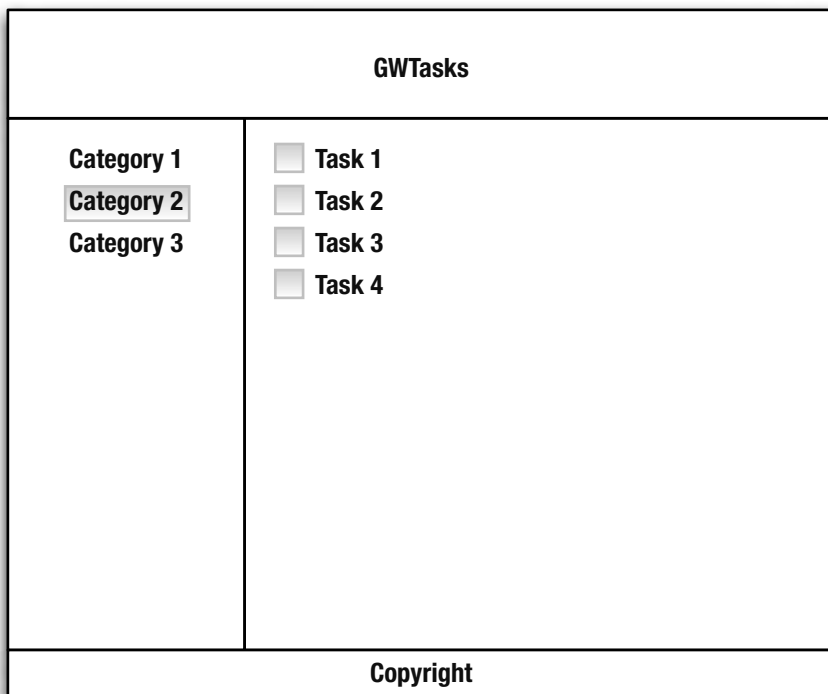 GWTasks
Category 1
Category 2
Category 3
Task 1
Task 2
Task 3
Task 4
Copyright